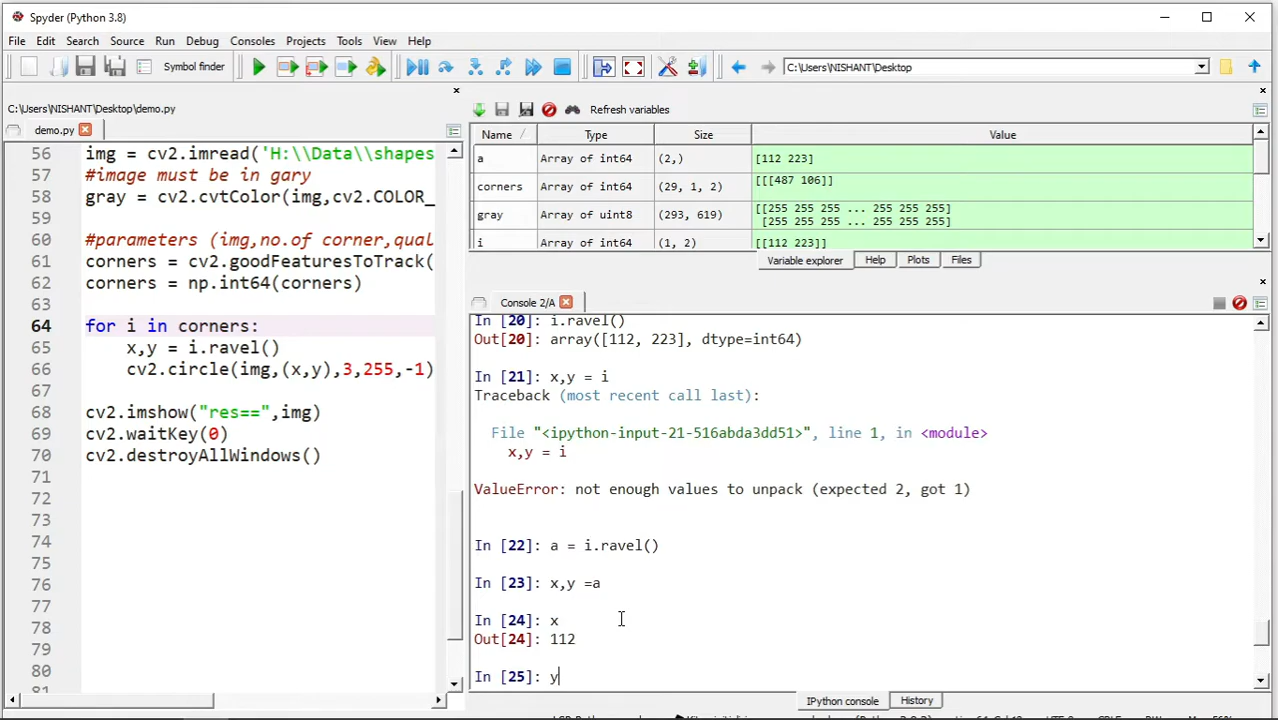 Spyder (Python 3.8)
File Edit Search Source Run Debug Consoles Projects Tools View Help
Symbol finder
C:\Users\NISHANT\Desktop
C:\Users\NISHANT\Desktop\demo.py
demo.py
56 img = cv2.imread('H:\\Data\\shapes
57 #image must be in gary
58 gray = cv2.cvtColor(img,cv2.COLOR_
59
60 #parameters (img,no.of corner,qual
61 corners = cv2.goodFeaturesToTrack(
62 corners = np.int64(corners)
63
64 for i in corners:
65 x,y = i.ravel()
66 cv2.circle(img,(x,y),3,255,-1)
67
68 cv2.imshow("res==",img)
69 cv2.waitKey(0)
70 cv2.destroyAllWindows()
71
72
73
74
75
76
77
78
79
80
81
Refresh variables
Name Type Size Value
a Array of int64 (2,) [112 223]
corners Array of int64 (29, 1, 2) [[[487 106]]
gray Array of uint8 (293, 619) [[255 255 255 ... 255 255 255]
[255 255 255 ... 255 255 255]
i Array of int64 (1, 2) [[112 223]]
Variable explorer Help Plots Files
Console 2/A
In [20]: i.ravel()
Out[20]: array([112, 223], dtype=int64)
In [21]: x,y = i
Traceback (most recent call last):
File "<ipython-input-21-516abda3dd51>", line 1, in <module>
x,y = i
ValueError: not enough values to unpack (expected 2, got 1)
In [22]: a = i.ravel()
In [23]: x,y =a
In [24]: x
Out[24]: 112
In [25]: y
IPython console History